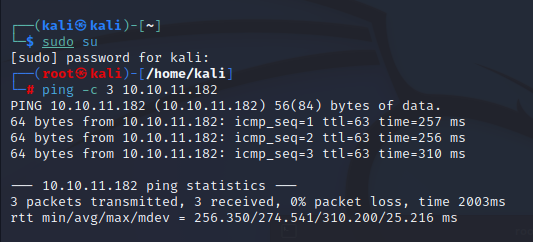 ┌──(kali㉿kali)-[~]
└─$ sudo su
[sudo] password for kali:
┌──(root㉿kali)-[/home/kali]
└─# ping -c 3 10.10.11.182
PING 10.10.11.182 (10.10.11.182) 56(84) bytes of data.
64 bytes from 10.10.11.182: icmp_seq=1 ttl=63 time=257 ms
64 bytes from 10.10.11.182: icmp_seq=2 ttl=63 time=256 ms
64 bytes from 10.10.11.182: icmp_seq=3 ttl=63 time=310 ms
--- 10.10.11.182 ping statistics ---
3 packets transmitted, 3 received, 0% packet loss, time 2003ms
rtt min/avg/max/mdev = 256.350/274.541/310.200/25.216 ms